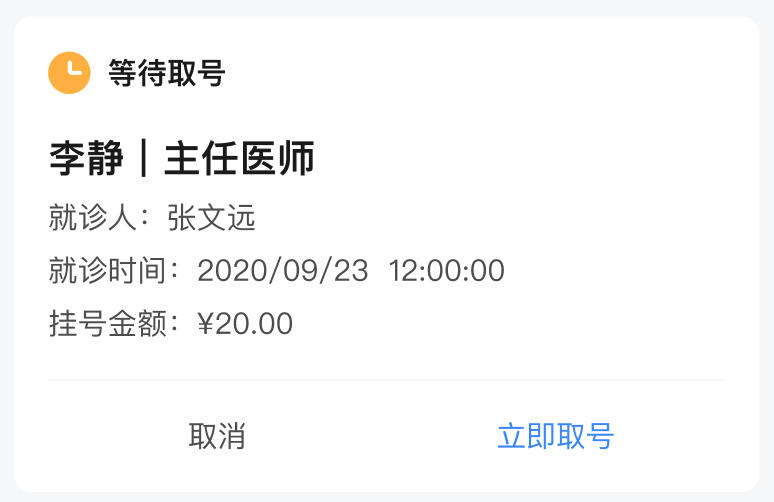 等待取号
李静 | 主任医师
就诊人：张文远
就诊时间：2020/09/23 12:00:00
挂号金额：¥20.00
取消 立即取号